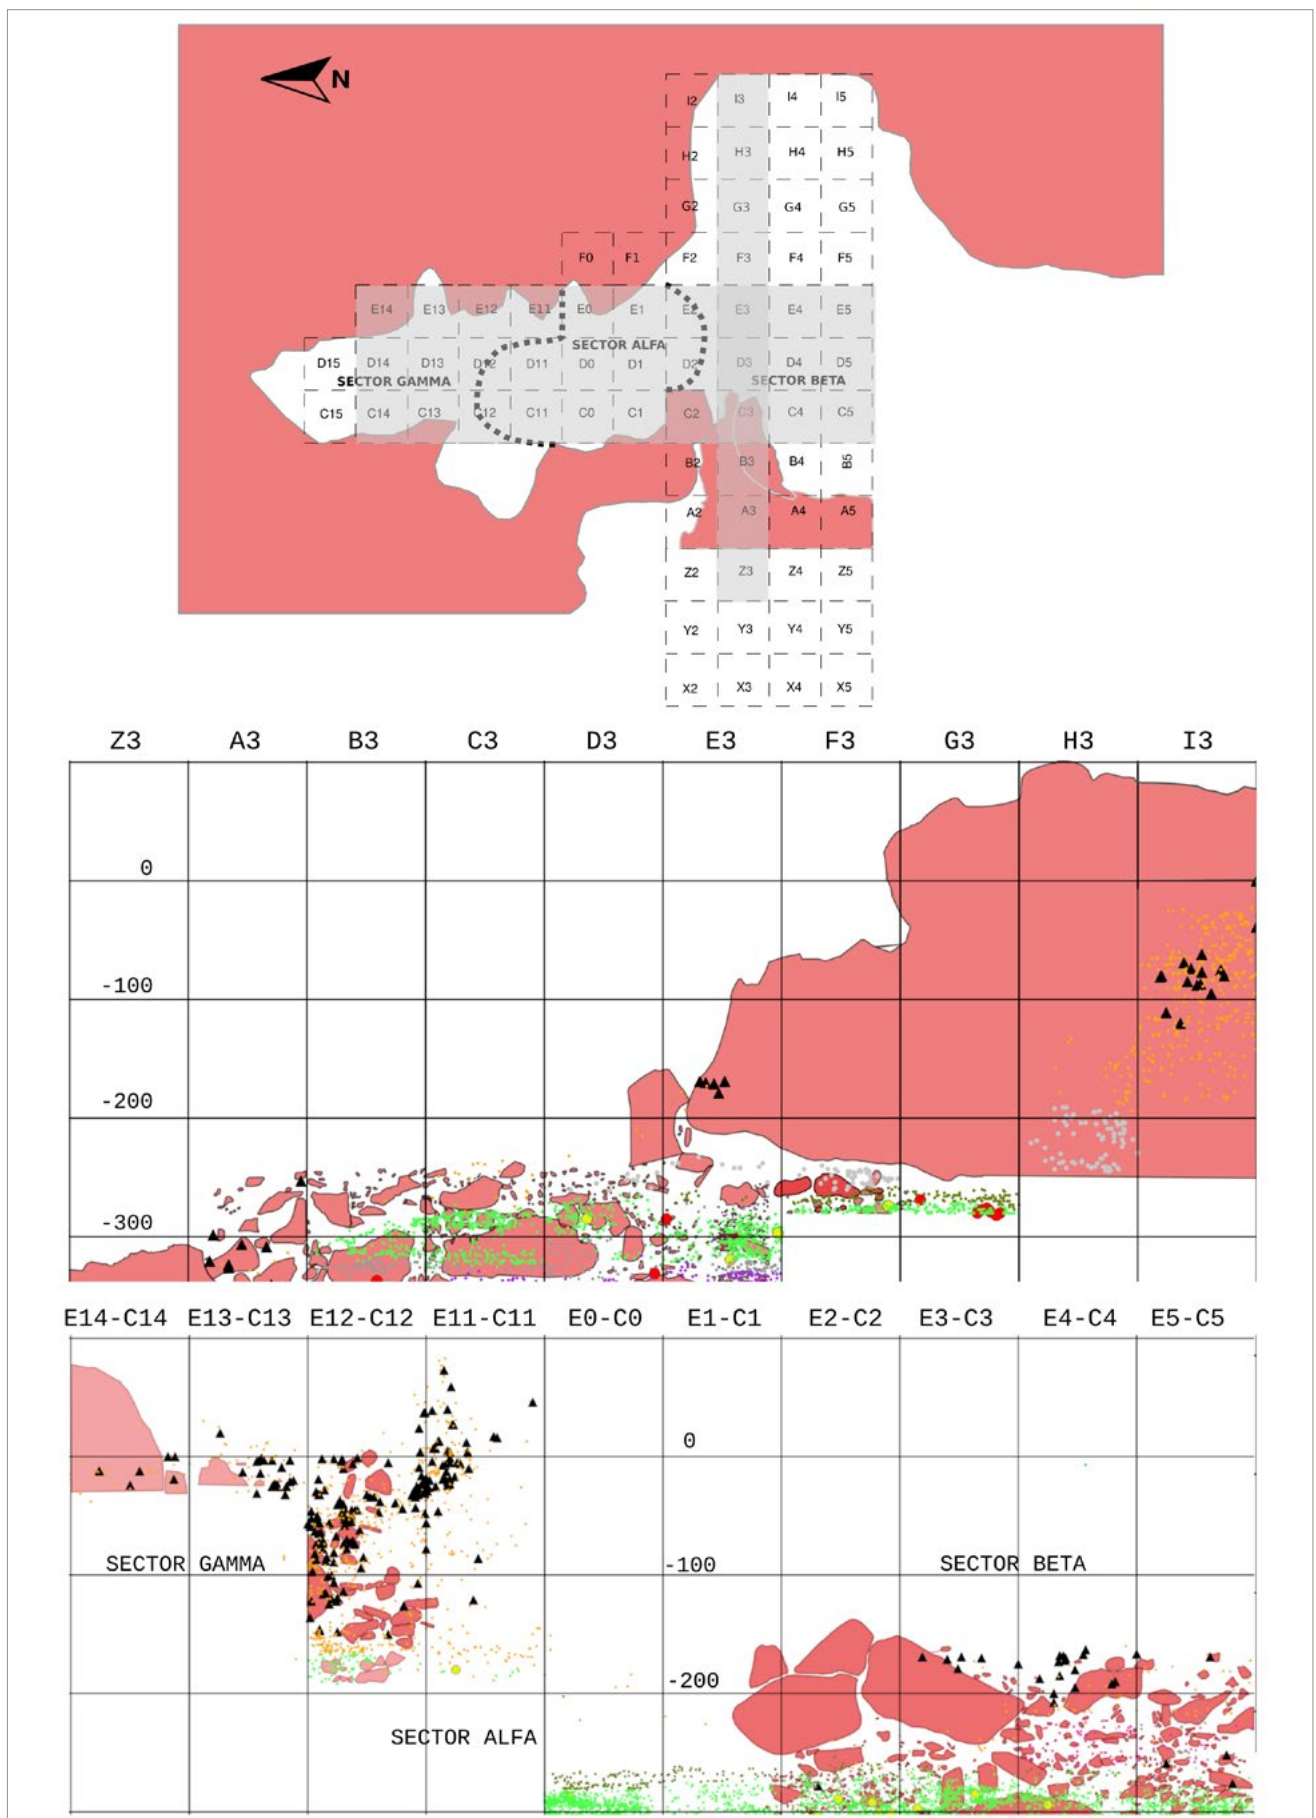 N
I2 I3 I4 I5
H2 H3 H4 H5
G2 G3 G4 G5
F0 F1 F2 F3 F4 F5
E14 E13 E12 E11 E0 E1 E2 E3 E4 E5
SECTOR ALFA
D15 D14 D13 D12 D11 D0 D1 D2 D3 D4 D5
SECTOR GAMMA SECTOR BETA
C15 C14 C13 C12 C11 C0 C1 C2 C3 C4 C5
B2 B3 B4 B5
A2 A3 A4 A5
Z2 Z3 Z4 Z5
Y2 Y3 Y4 Y5
X2 X3 X4 X5
Z3 A3 B3 C3 D3 E3 F3 G3 H3 I3
0
-100
-200
-300
E14-C14 E13-C13 E12-C12 E11-C11 E0-C0 E1-C1 E2-C2 E3-C3 E4-C4 E5-C5
0
SECTOR GAMMA -100 SECTOR BETA
-200
SECTOR ALFA